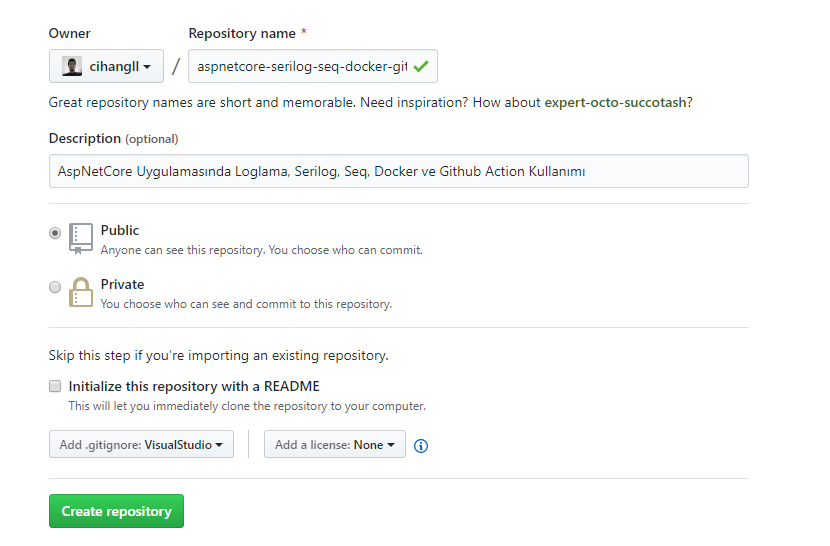 Owner Repository name *
cihangll / aspnetcore-serilog-seq-docker-git
Great repository names are short and memorable. Need inspiration? How about expert-octo-succotash?
Description (optional)
AspNetCore Uygulamasında Loglama, Serilog, Seq, Docker ve Github Action Kullanımı
Public
Anyone can see this repository. You choose who can commit.
Private
You choose who can see and commit to this repository.
Skip this step if you're importing an existing repository.
Initialize this repository with a README
This will let you immediately clone the repository to your computer.
Add .gitignore: VisualStudio Add a license: None
Create repository